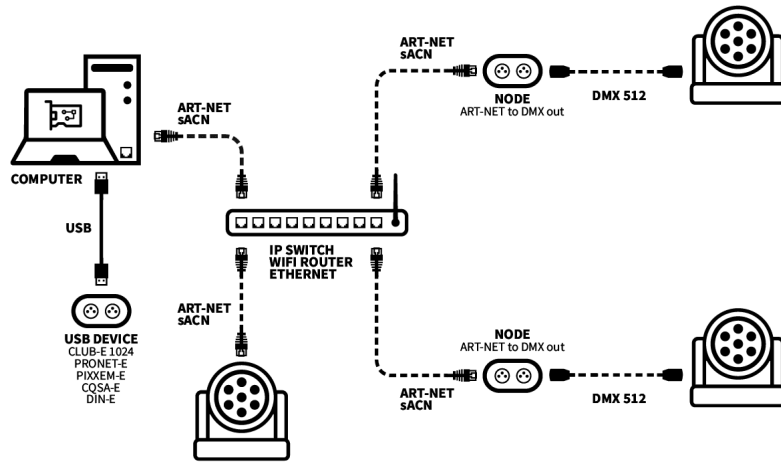 ART-NET
sACN
NODE
ART-NET to DMX out
DMX 512
ART-NET
sACN
COMPUTER
USB
IP SWITCH
WIFI ROUTER
ETHERNET
ART-NET
sACN
USB DEVICE
CLUB-E 1024
PRONET-E
PIXXEM-E
CQSA-E
DIN-E
NODE
ART-NET to DMX out
ART-NET
sACN
DMX 512